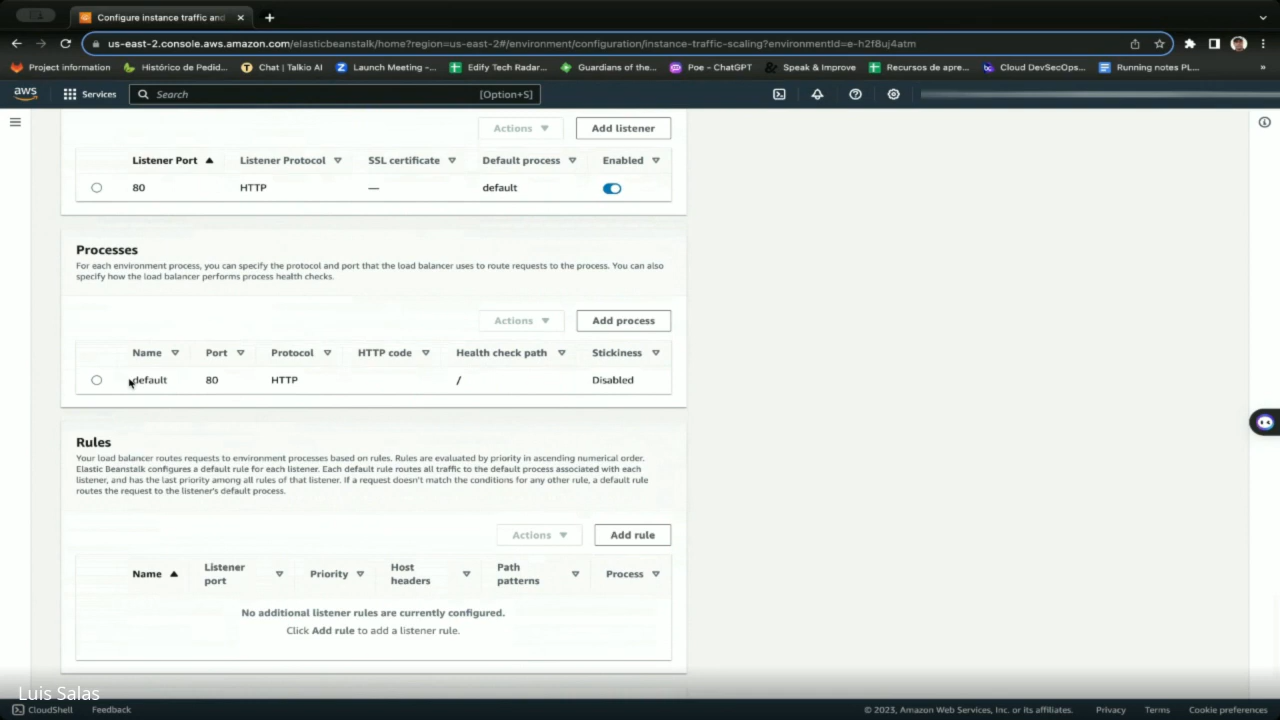 Configure instance traffic and
us-east-2.console.aws.amazon.com/elasticbeanstalk/home?region=us-east-2#/environment/configuration/instance-traffic-scaling?environmentId=e-h2f8uj4atm
Project information Histórico de Pedid... Chat | Talkio AI Launch Meeting -... Edify Tech Radar... Guardians of the... Poe - ChatGPT Speak & Improve Recursos de apre... Cloud DevSecOps... Running notes PL... »
aws Services Search [Option+S]
Actions Add listener
Listener Port Listener Protocol SSL certificate Default process Enabled
80 HTTP — default
Processes
For each environment process, you can specify the protocol and port that the load balancer uses to route requests to the process. You can also
specify how the load balancer performs process health checks.
Actions Add process
Name Port Protocol HTTP code Health check path Stickiness
default 80 HTTP / Disabled
Rules
Your load balancer routes requests to environment processes based on rules. Rules are evaluated by priority in ascending numerical order.
Elastic Beanstalk configures a default rule for each listener. Each default rule routes all traffic to the default process associated with each
listener, and has the last priority among all rules of that listener. If a request doesn't match the conditions for any other rule, a default rule
routes the request to the listener's default process.
Actions Add rule
Name Listener port Priority Host headers Path patterns Process
No additional listener rules are currently configured.
Click Add rule to add a listener rule.
Luis Salas
CloudShell Feedback © 2023, Amazon Web Services, Inc. or its affiliates. Privacy Terms Cookie preferences